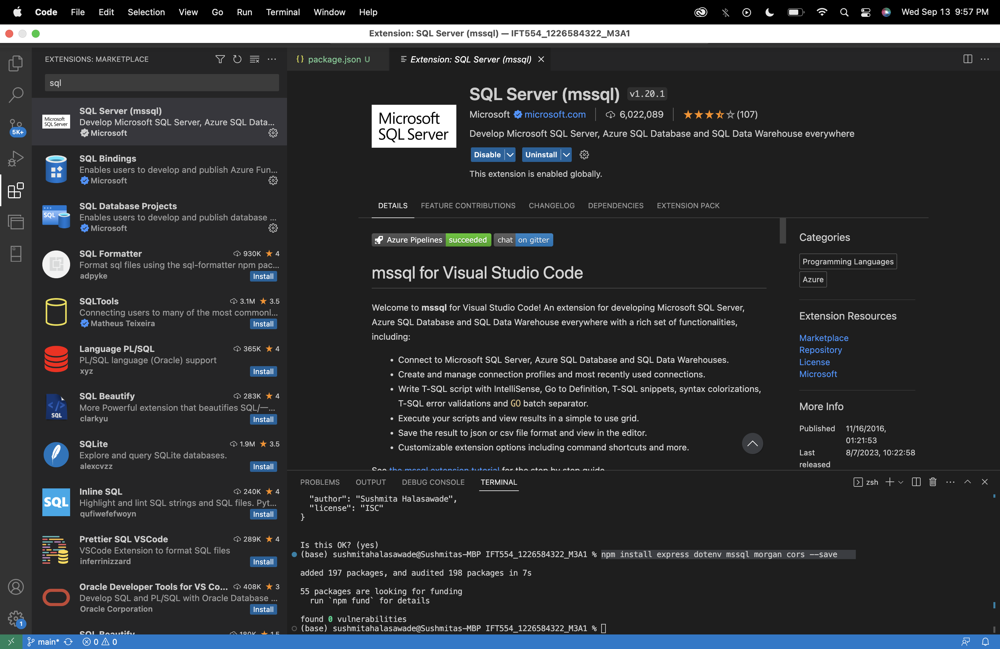 Code File Edit Selection View Go Run Terminal Window Help
Wed Sep 13 9:57 PM
Extension: SQL Server (mssql) — IFT554_1226584322_M3A1
5K+
1
EXTENSIONS: MARKETPLACE
sql
Microsoft
SQL Server
SQL Server (mssql)
Develop Microsoft SQL Server, Azure SQL Data...
Microsoft
SQL Bindings
Enables users to develop and publish Azure Fun...
Microsoft
SQL
SQL Database Projects
Enables users to develop and publish database ...
Microsoft
SQL Formatter 930K ★ 4
Format sql files using the sql-formatter npm pac...
adpyke Install
SQLTools 3.1M ★ 3.5
Connecting users to many of the most commonl...
Matheus Teixeira Install
Language PL/SQL 365K ★ 4
PL/SQL language (Oracle) support
xyz Install
</>
SQL
SQL Beautify 283K ★ 4
More Powerful extension that beautifies SQL/一...
clarkyu Install
SQLite 1.9M ★ 3.5
Explore and query SQLite databases.
alexcvzz Install
SQL
Inline SQL 240K ★ 4
Highlight and lint SQL strings and SQL files. Pyt...
qufiwefefwoyn Install
Prettier SQL VSCode 289K ★ 4
VSCode Extension to format SQL files
inferrinizzard Install
Oracle Developer Tools for VS Co... 408K ★ 3
Develop SQL and PL/SQL with Oracle Database ...
Oracle Corporation Install
SQL Beautify 180K ★ 1.5
{} package.json U
Extension: SQL Server (mssql)
Microsoft
SQL Server
SQL Server (mssql) v1.20.1
Microsoft microsoft.com 6,022,089 (107)
Develop Microsoft SQL Server, Azure SQL Database and SQL Data Warehouse everywhere
Disable Uninstall
This extension is enabled globally.
DETAILS FEATURE CONTRIBUTIONS CHANGELOG DEPENDENCIES EXTENSION PACK
Azure Pipelines succeeded chat on gitter
mssql for Visual Studio Code
Welcome to mssql for Visual Studio Code! An extension for developing Microsoft SQL Server,
Azure SQL Database and SQL Data Warehouse everywhere with a rich set of functionalities,
including:
• Connect to Microsoft SQL Server, Azure SQL Database and SQL Data Warehouses.
• Create and manage connection profiles and most recently used connections.
• Write T-SQL script with IntelliSense, Go to Definition, T-SQL snippets, syntax colorizations,
T-SQL error validations and GO batch separator.
• Execute your scripts and view results in a simple to use grid.
• Save the result to json or csv file format and view in the editor.
• Customizable extension options including command shortcuts and more.
See the mssql extension tutorial for the step by step guide
Categories
Programming Languages
Azure
Extension Resources
Marketplace
Repository
License
Microsoft
More Info
Published 11/16/2016,
01:21:53
Last 8/7/2023, 10:22:58
released
PROBLEMS OUTPUT DEBUG CONSOLE TERMINAL
zsh
"author": "Sushmita Halasawade",
"license": "ISC"
}
Is this OK? (yes)
(base) sushmitahalasawade@Sushmitas-MBP IFT554_1226584322_M3A1 % npm install express dotenv mssql morgan cors --save
added 197 packages, and audited 198 packages in 7s
55 packages are looking for funding
run `npm fund` for details
found 0 vulnerabilities
(base) sushmitahalasawade@Sushmitas-MBP IFT554_1226584322_M3A1 %
main* 0 0